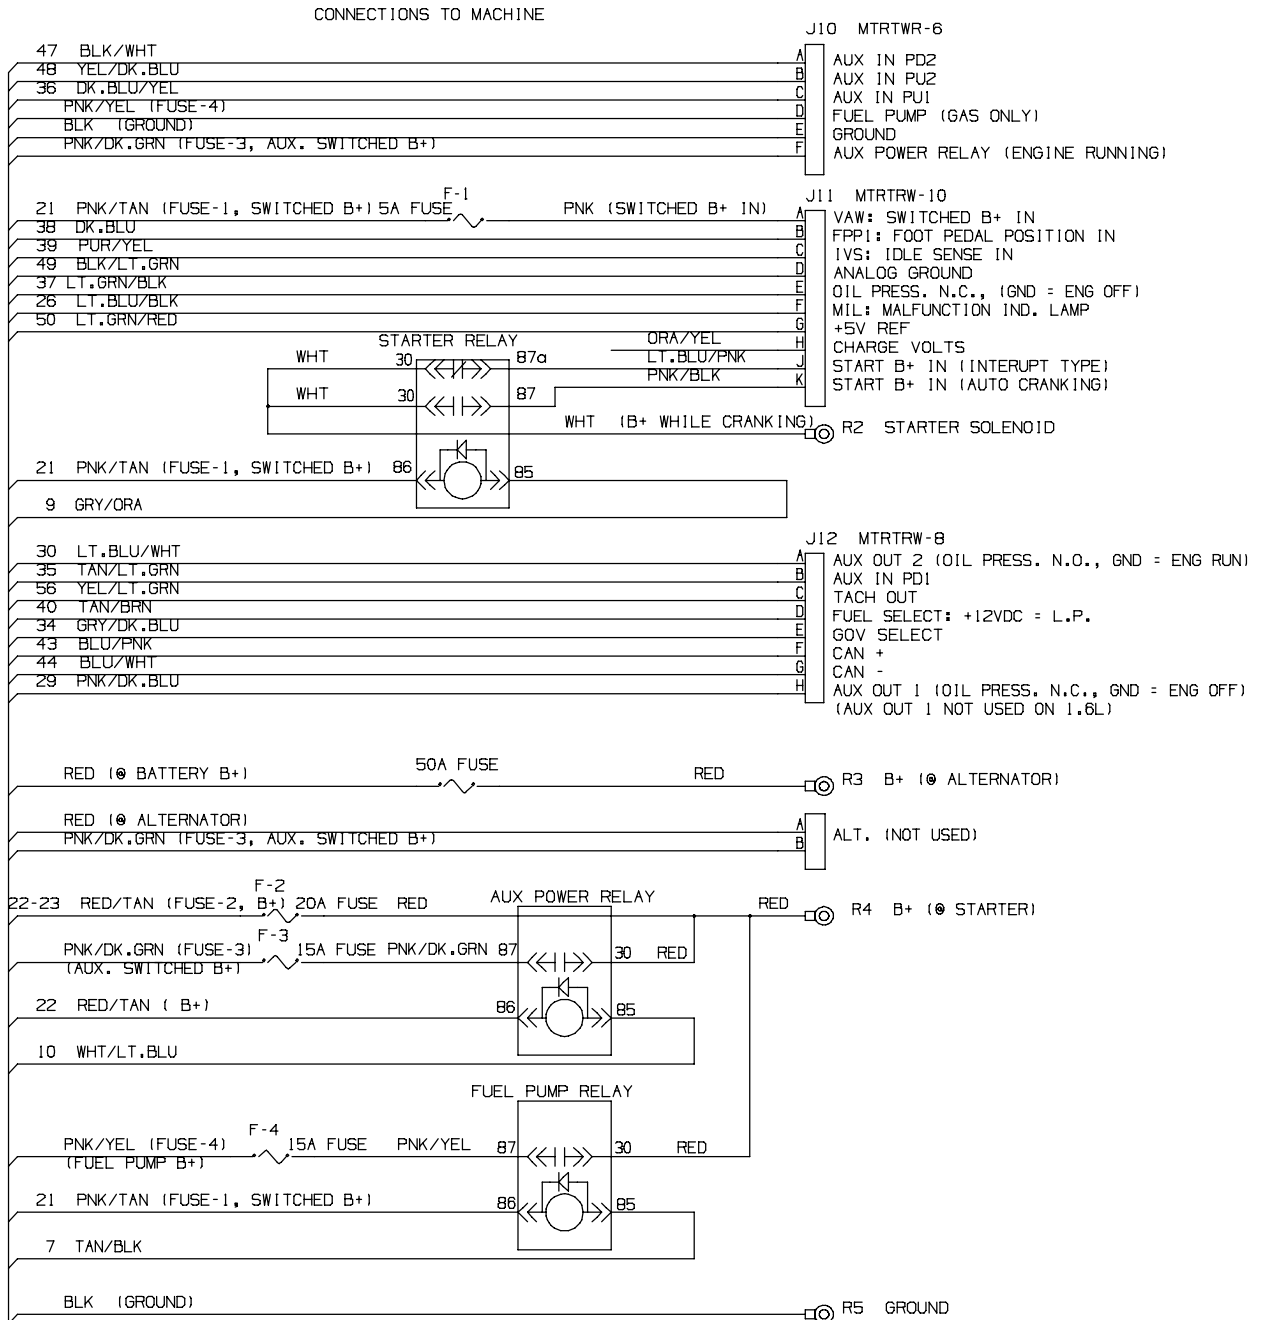 CONNECTIONS TO MACHINE
J10 MTRTWR-6
47 BLK/WHT A AUX IN PD2
48 YEL/DK.BLU B AUX IN PU2
36 DK.BLU/YEL C AUX IN PU1
PNK/YEL (FUSE-4) D FUEL PUMP (GAS ONLY)
BLK (GROUND) E GROUND
PNK/DK.GRN (FUSE-3, AUX. SWITCHED B+) F AUX POWER RELAY (ENGINE RUNNING)
J11 MTRTRW-10
F-1
21 PNK/TAN (FUSE-1, SWITCHED B+) 5A FUSE PNK (SWITCHED B+ IN) A VAW: SWITCHED B+ IN
38 DK.BLU B FPP1: FOOT PEDAL POSITION IN
39 PUR/YEL C IVS: IDLE SENSE IN
49 BLK/LT.GRN D ANALOG GROUND
37 LT.GRN/BLK E OIL PRESS. N.C., (GND = ENG OFF)
26 LT.BLU/BLK F MIL: MALFUNCTION IND. LAMP
50 LT.GRN/RED G +5V REF
STARTER RELAY ORA/YEL H CHARGE VOLTS
WHT 30 87a LT.BLU/PNK J START B+ IN (INTERUPT TYPE)
PNK/BLK K START B+ IN (AUTO CRANKING)
WHT 30 87
WHT (B+ WHILE CRANKING) R2 STARTER SOLENOID
21 PNK/TAN (FUSE-1, SWITCHED B+) 86 85
9 GRY/ORA
J12 MTRTRW-8
30 LT.BLU/WHT A AUX OUT 2 (OIL PRESS. N.O., GND = ENG RUN)
35 TAN/LT.GRN B AUX IN PD1
56 YEL/LT.GRN C TACH OUT
40 TAN/BRN D FUEL SELECT: +12VDC = L.P.
34 GRY/DK.BLU E GOV SELECT
43 BLU/PNK F CAN +
44 BLU/WHT G CAN -
29 PNK/DK.BLU H AUX OUT 1 (OIL PRESS. N.C., GND = ENG OFF)
(AUX OUT 1 NOT USED ON 1.6L)
RED (@ BATTERY B+) 50A FUSE RED R3 B+ (@ ALTERNATOR)
RED (@ ALTERNATOR) A
PNK/DK.GRN (FUSE-3, AUX. SWITCHED B+) B ALT. (NOT USED)
F-2 AUX POWER RELAY
22-23 RED/TAN (FUSE-2, B+) 20A FUSE RED RED R4 B+ (@ STARTER)
F-3
PNK/DK.GRN (FUSE-3) 15A FUSE PNK/DK.GRN 87 30 RED
(AUX. SWITCHED B+)
22 RED/TAN ( B+) 86 85
10 WHT/LT.BLU
FUEL PUMP RELAY
F-4
PNK/YEL (FUSE-4) 15A FUSE PNK/YEL 87 30 RED
(FUEL PUMP B+)
21 PNK/TAN (FUSE-1, SWITCHED B+) 86 85
7 TAN/BLK
BLK (GROUND) R5 GROUND